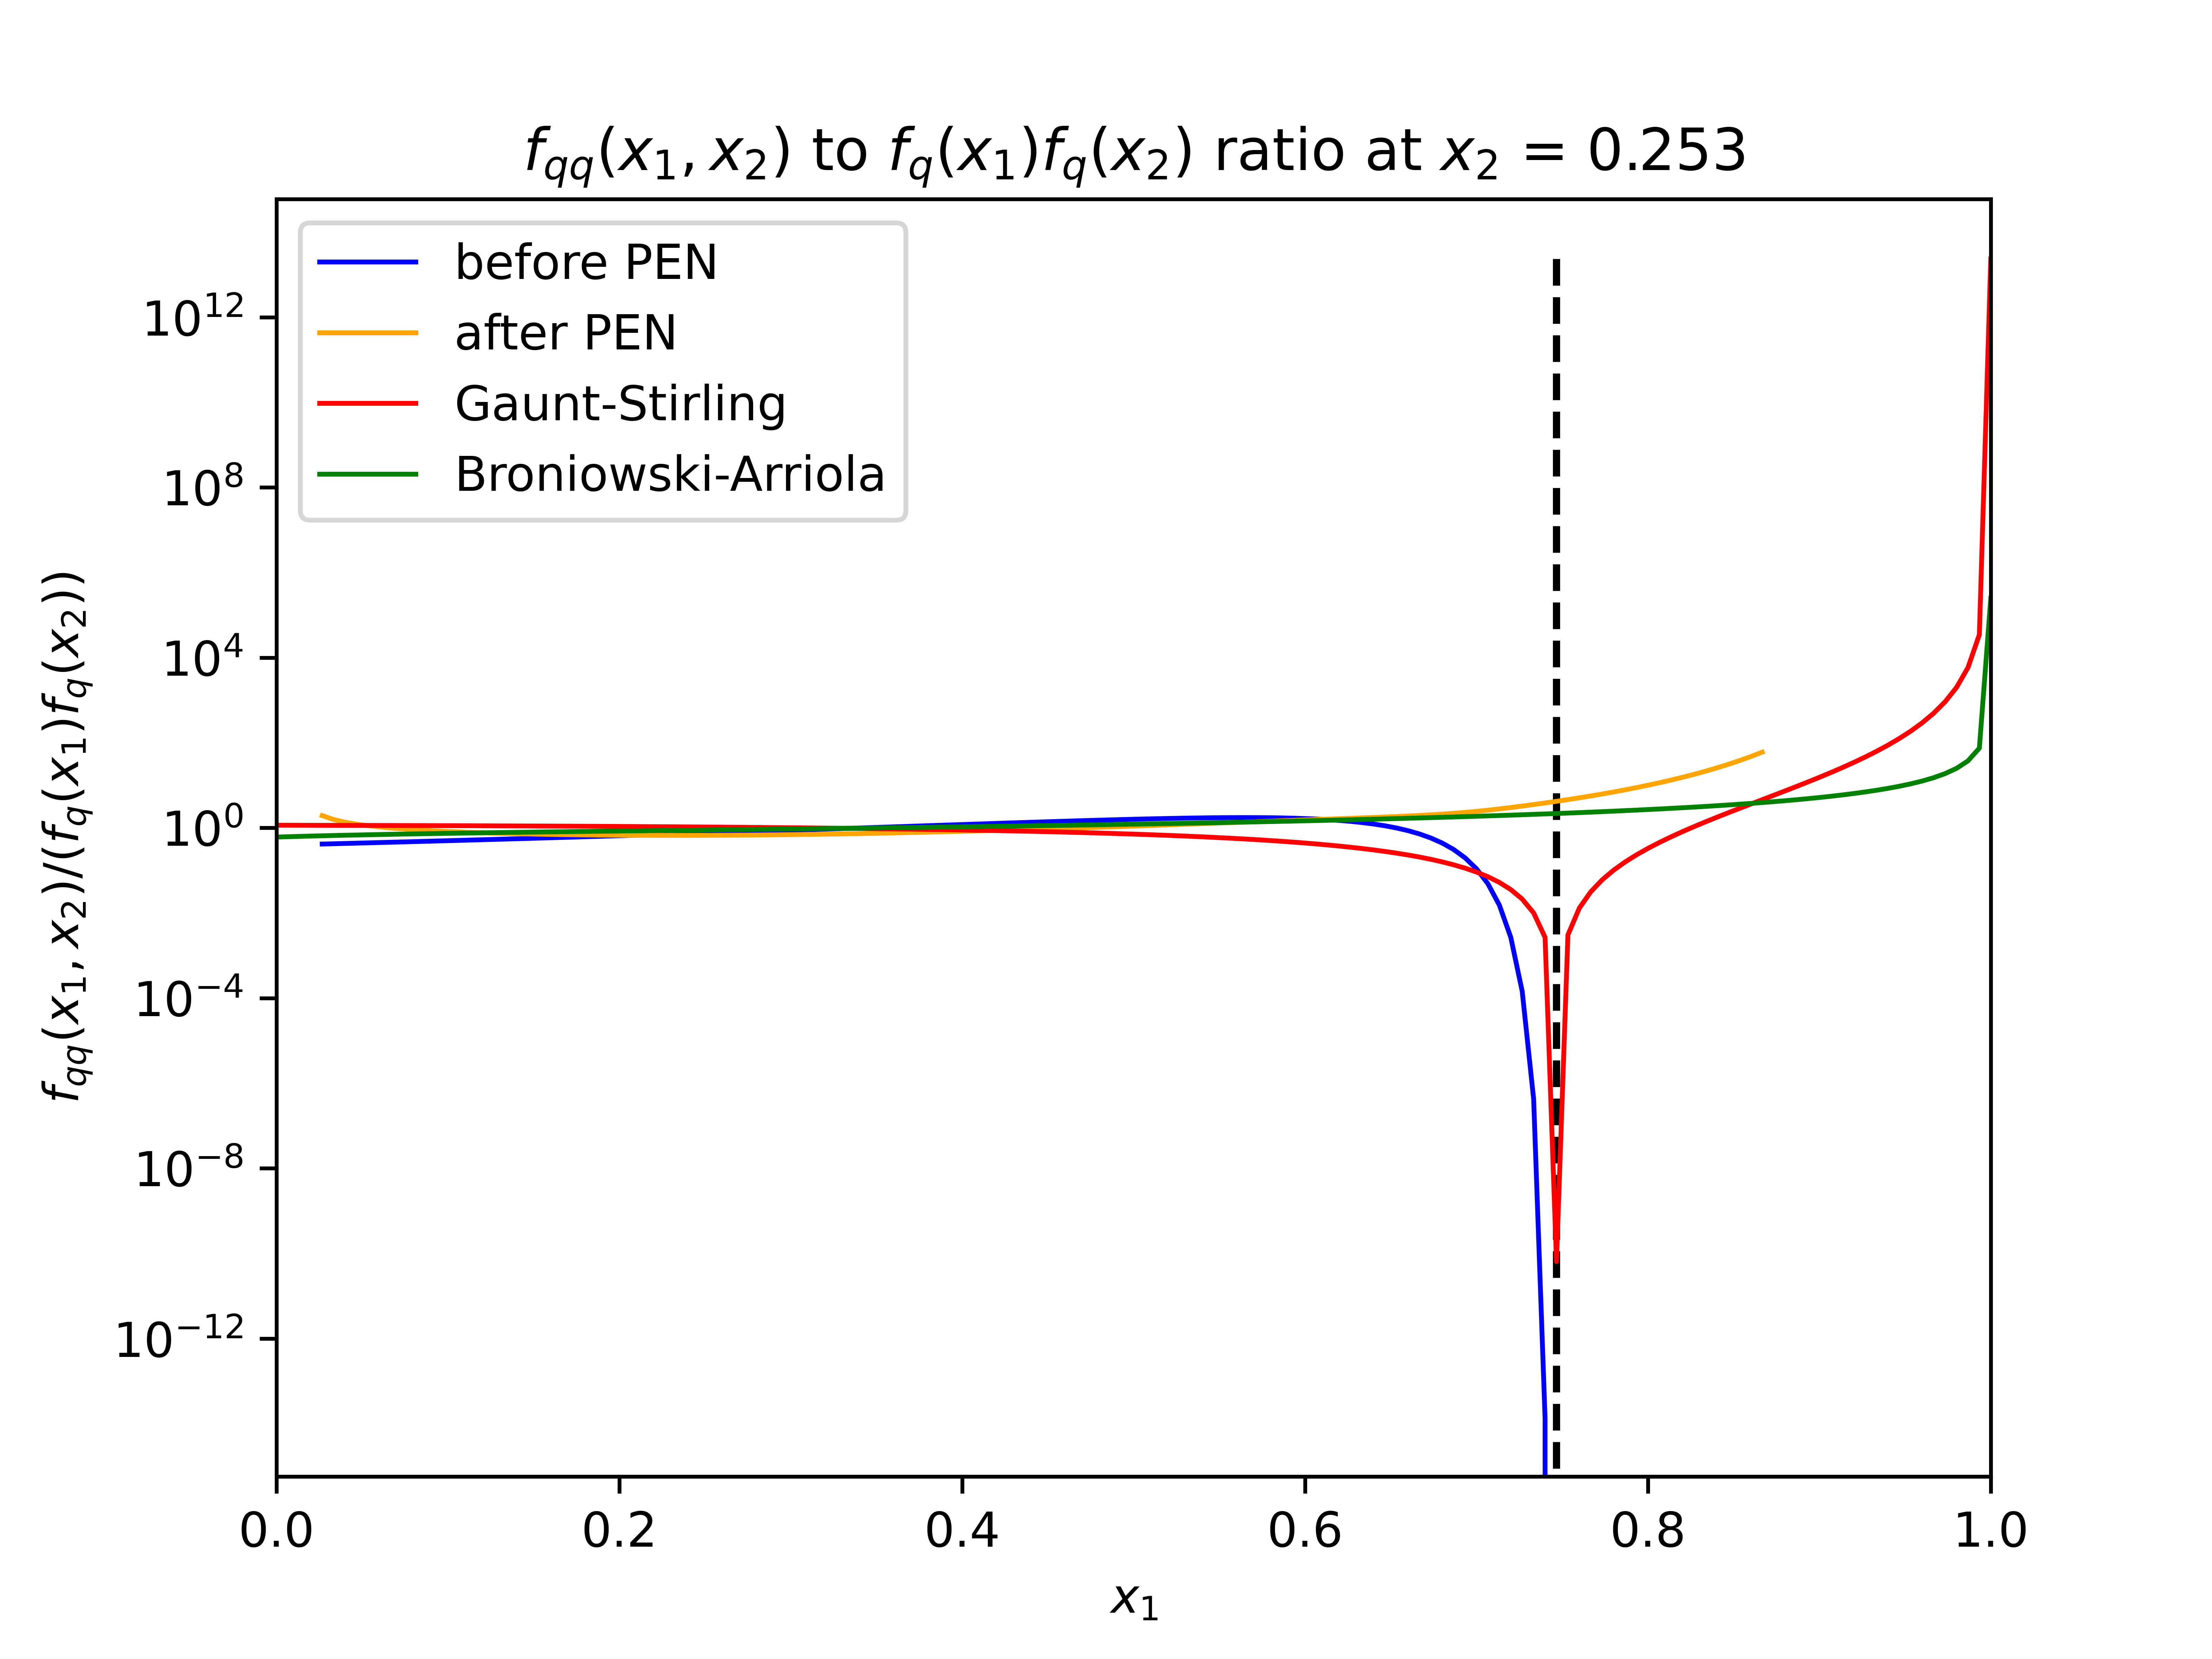 f_{qq}(x_1, x_2) to f_q(x_1)f_q(x_2) ratio at x_2 = 0.253
before PEN
after PEN
Gaunt-Stirling
Broniowski-Arriola
f_{qq}(x_1, x_2)/(f_q(x_1)f_q(x_2))
10^{12}
10^8
10^4
10^0
10^{−4}
10^{−8}
10^{−12}
0.0 0.2 0.4 0.6 0.8 1.0
x_1